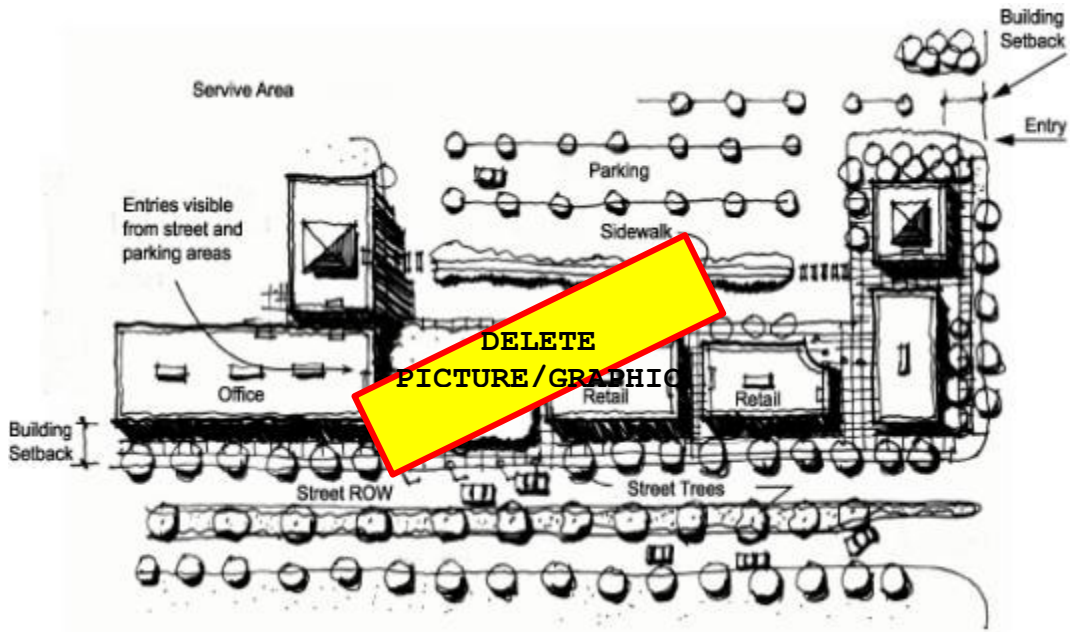 Building
Setback
Servive Area
Entry
Parking
Entries visible
from street and
parking areas
Sidewalk
DELETE
PICTURE/GRAPHIC
Office
Retail
Retail
Building
Setback
Street ROW
Street Trees